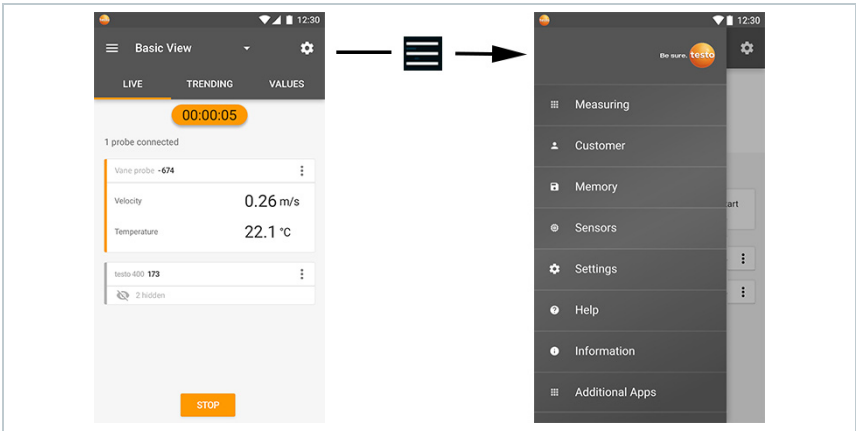 testo
12:30
Basic View
LIVE TRENDING VALUES
00:00:05
1 probe connected
Vane probe -674
Velocity 0.26 m/s
Temperature 22.1 °C
testo 400 173
2 hidden
STOP
testo
12:30
Be sure. testo
Measuring
Customer
Memory
art
Sensors
Settings
Help
Information
Additional Apps